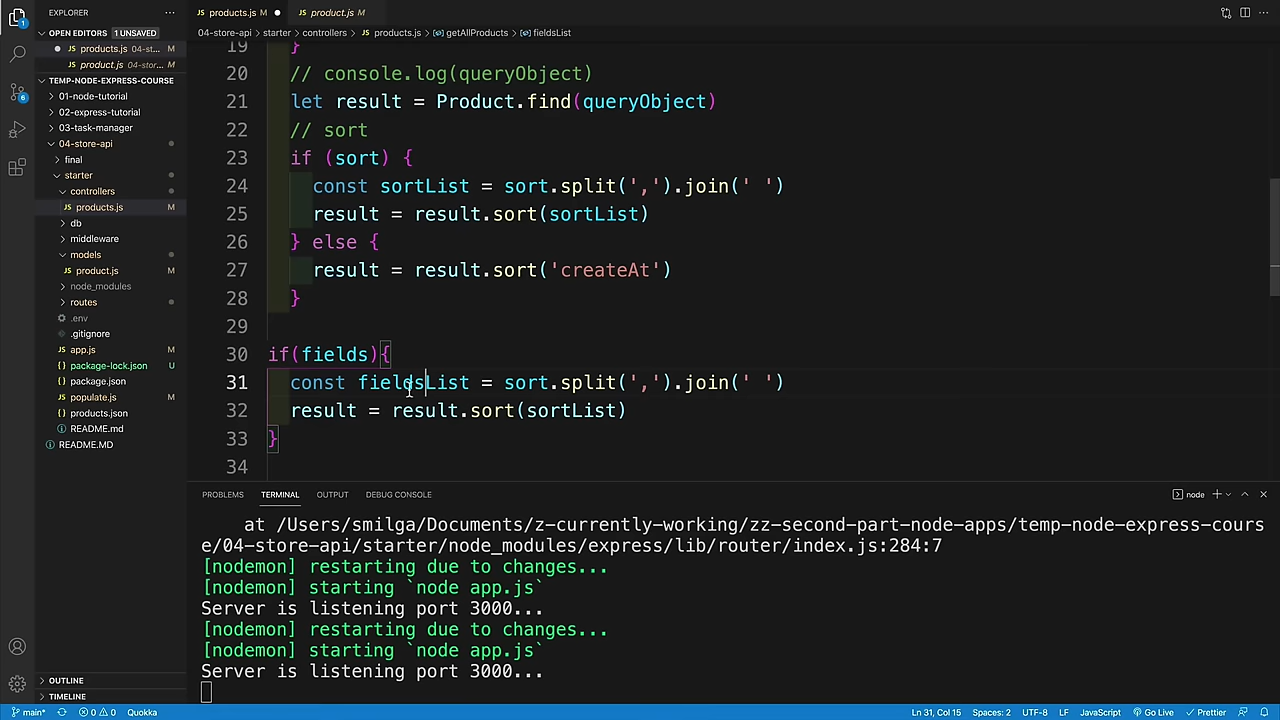 EXPLORER
OPEN EDITORS 1 UNSAVED
products.js 04-st... M
product.js 04-stor... M
TEMP-NODE-EXPRESS-COURSE
01-node-tutorial
02-express-tutorial
03-task-manager
04-store-api
final
starter
controllers
products.js M
db
middleware
models
product.js M
node_modules
routes
.env
.gitignore
app.js M
package-lock.json U
package.json
populate.js M
products.json
README.md
README.MD
OUTLINE
TIMELINE
products.js M
product.js M
04-store-api > starter > controllers > products.js > getAllProducts > fieldsList
19 }
20 // console.log(queryObject)
21 let result = Product.find(queryObject)
22 // sort
23 if (sort) {
24 const sortList = sort.split(',').join(' ')
25 result = result.sort(sortList)
26 } else {
27 result = result.sort('createAt')
28 }
29
30 if(fields){
31 const fieldsList = sort.split(',').join(' ')
32 result = result.sort(sortList)
33 }
34
PROBLEMS TERMINAL OUTPUT DEBUG CONSOLE
node
at /Users/smilga/Documents/z-currently-working/zz-second-part-node-apps/temp-node-express-cour
se/04-store-api/starter/node_modules/express/lib/router/index.js:284:7
[nodemon] restarting due to changes...
[nodemon] starting `node app.js`
Server is listening port 3000...
[nodemon] restarting due to changes...
[nodemon] starting `node app.js`
Server is listening port 3000...
main* 0 0 Quokka
Ln 31, Col 15 Spaces: 2 UTF-8 LF JavaScript Go Live Prettier